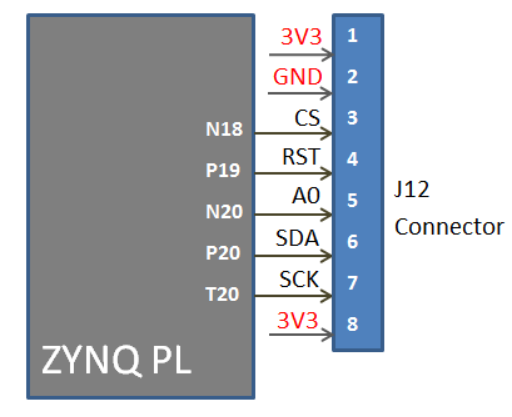 3V3 1
GND 2
N18 CS 3
P19 RST 4
N20 A0 5
P20 SDA 6
T20 SCK 7
3V3 8
J12
Connector
ZYNQ PL